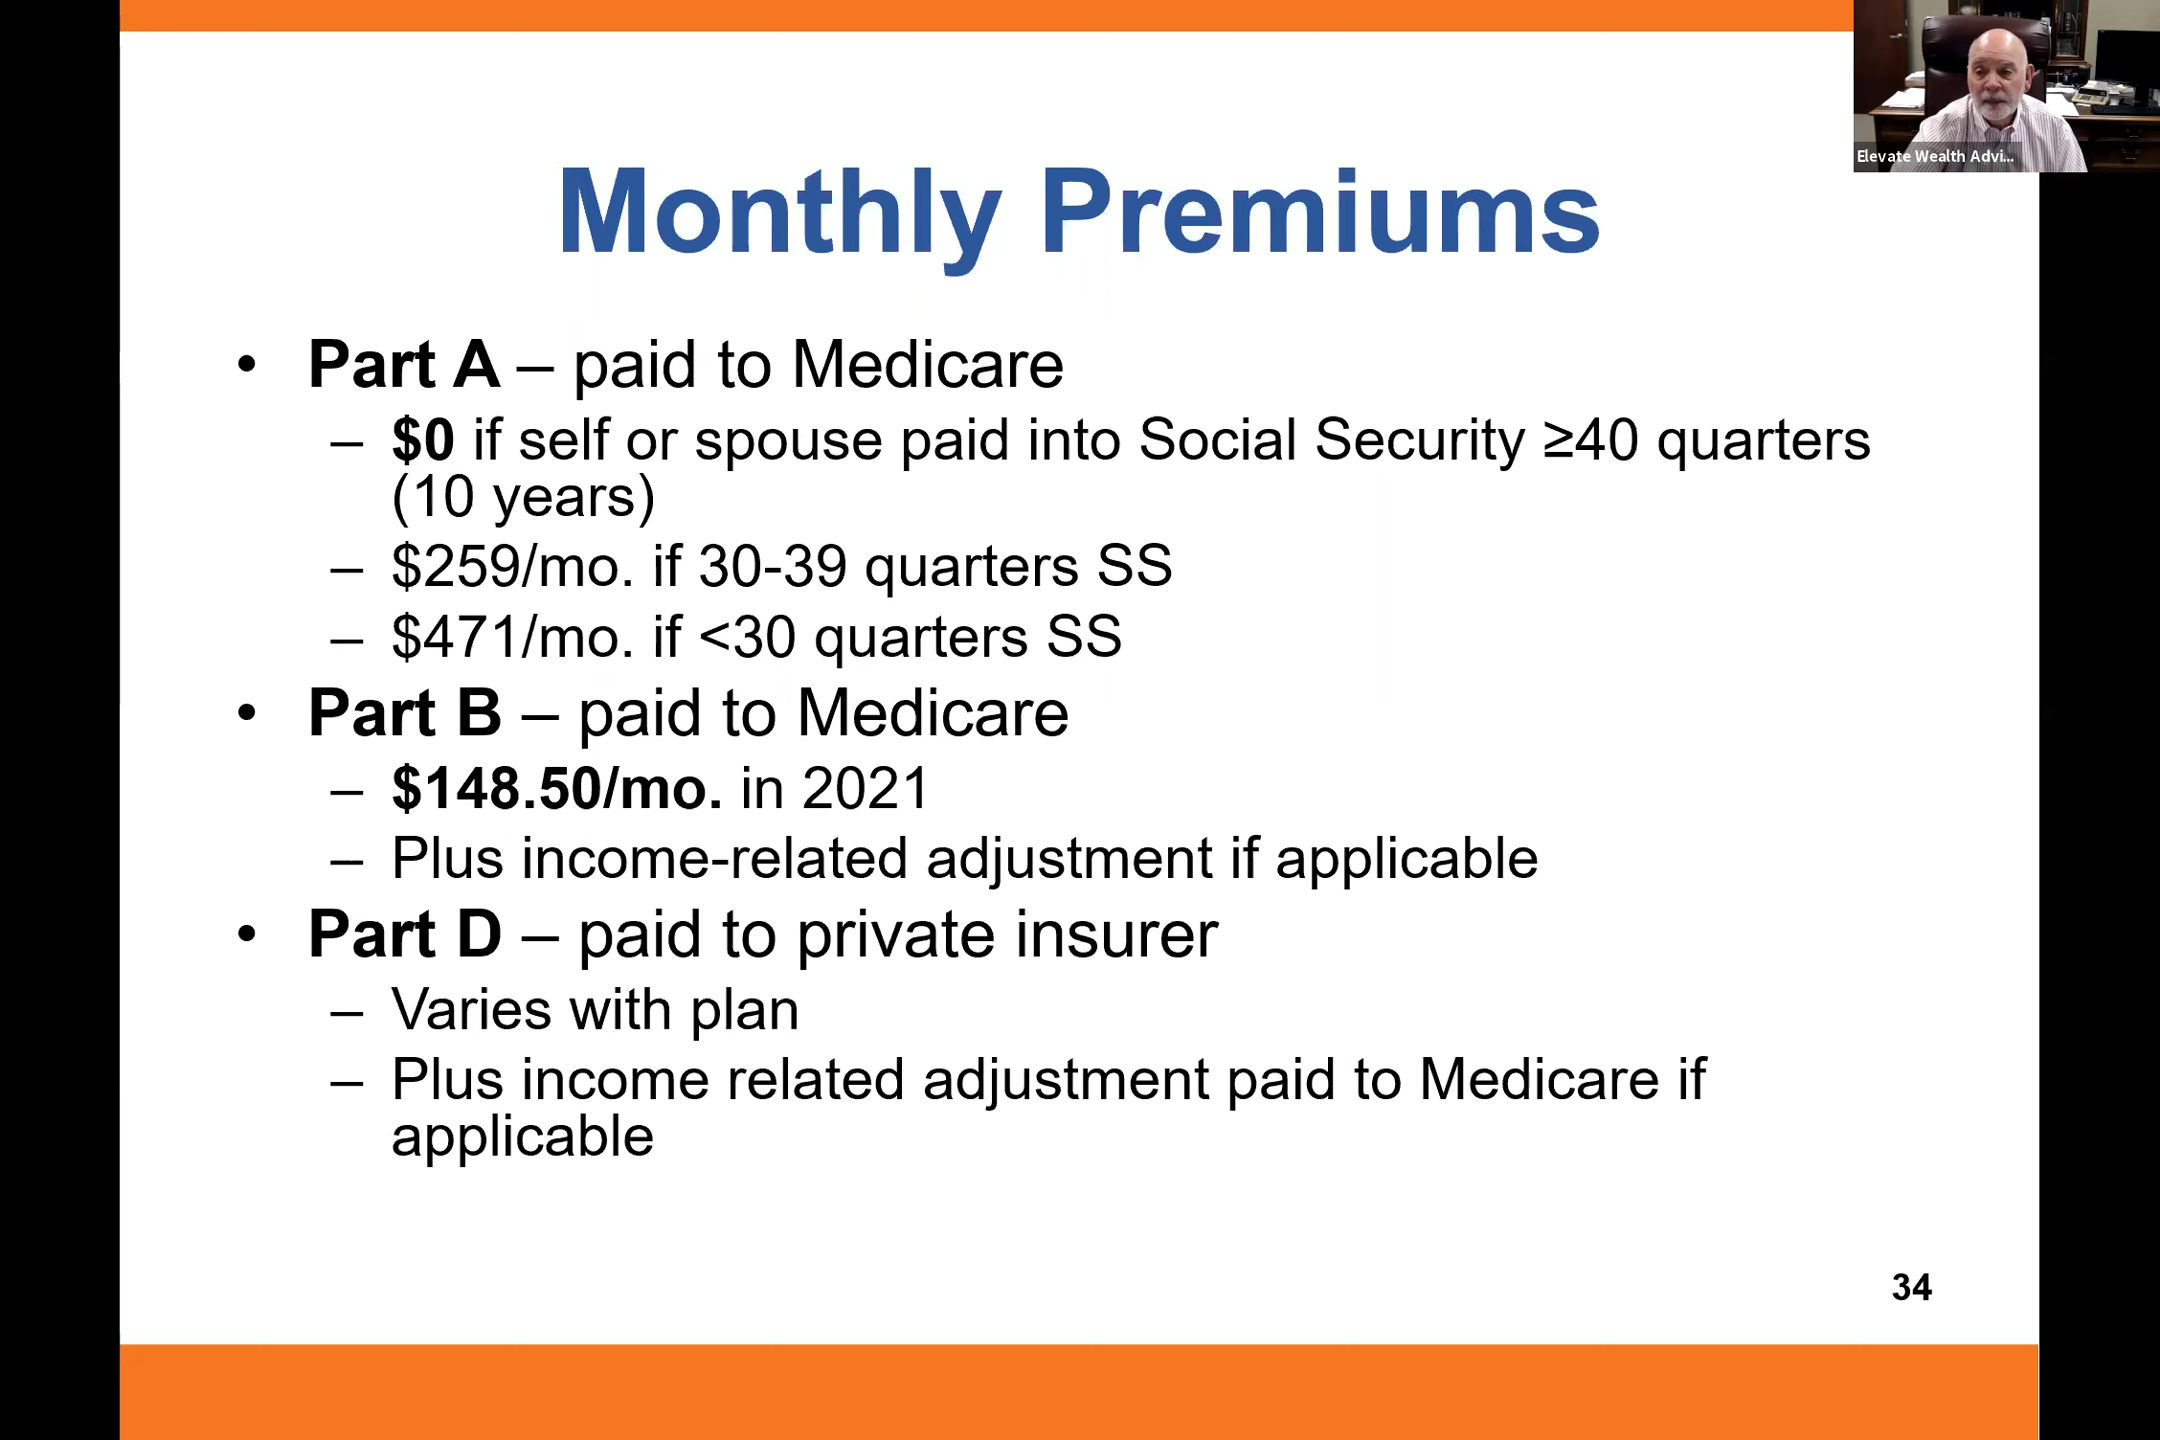 Elevate Wealth Advi...
Monthly Premiums
• Part A – paid to Medicare
– $0 if self or spouse paid into Social Security ≥40 quarters
(10 years)
– $259/mo. if 30-39 quarters SS
– $471/mo. if <30 quarters SS
• Part B – paid to Medicare
– $148.50/mo. in 2021
– Plus income-related adjustment if applicable
• Part D – paid to private insurer
– Varies with plan
– Plus income related adjustment paid to Medicare if
applicable
34